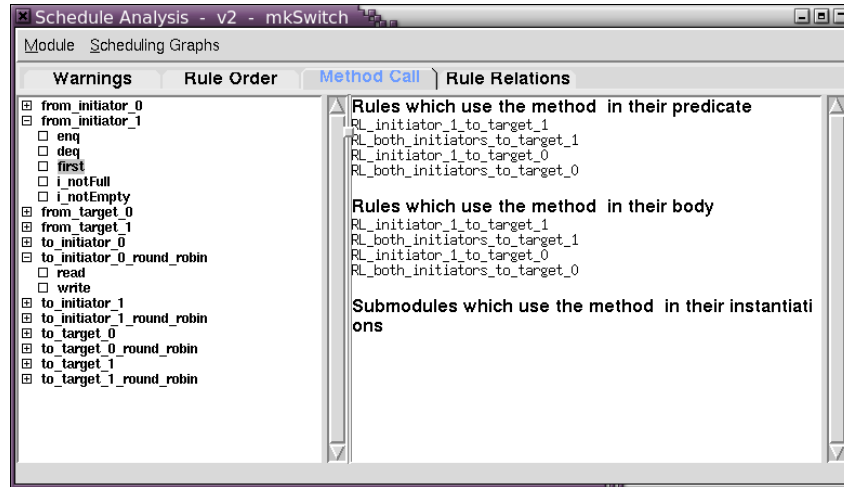 Schedule Analysis - v2 - mkSwitch
Module Scheduling Graphs
Warnings Rule Order Method Call Rule Relations
from_initiator_0
from_initiator_1
enq
deq
first
i_notFull
i_notEmpty
from_target_0
from_target_1
to_initiator_0
to_initiator_0_round_robin
read
write
to_initiator_1
to_initiator_1_round_robin
to_target_0
to_target_0_round_robin
to_target_1
to_target_1_round_robin
Rules which use the method in their predicate
RL_initiator_1_to_target_1
RL_both_initiators_to_target_1
RL_initiator_1_to_target_0
RL_both_initiators_to_target_0
Rules which use the method in their body
RL_initiator_1_to_target_1
RL_both_initiators_to_target_1
RL_initiator_1_to_target_0
RL_both_initiators_to_target_0
Submodules which use the method in their instantiati
ons